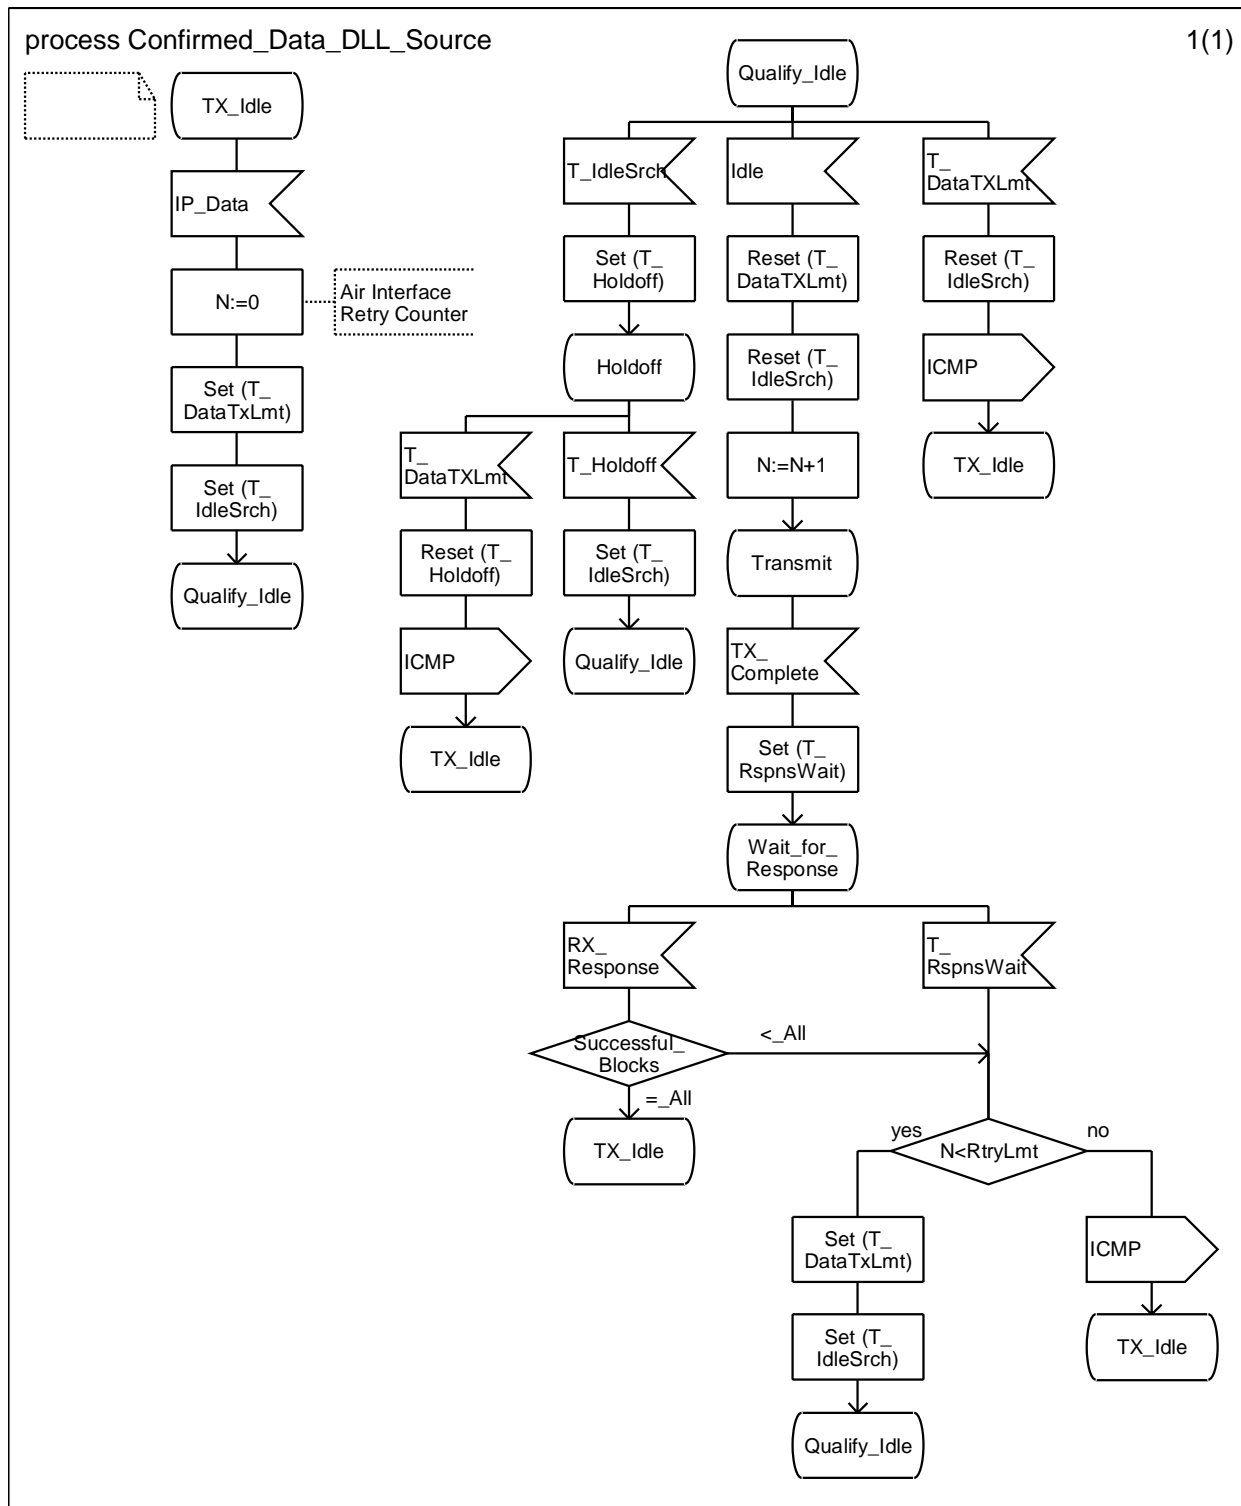 process Confirmed_Data_DLL_Source
1(1)
TX_Idle
IP_Data
N:=0
Air Interface
Retry Counter
Set (T_
DataTxLmt)
Set (T_
IdleSrch)
Qualify_Idle
Qualify_Idle
T_IdleSrch
Set (T_
Holdoff)
Holdoff
T_
DataTXLmt
Reset (T_
Holdoff)
ICMP
TX_Idle
T_Holdoff
Set (T_
IdleSrch)
Qualify_Idle
Idle
Reset (T_
DataTXLmt)
Reset (T_
IdleSrch)
N:=N+1
Transmit
TX_
Complete
Set (T_
RspnsWait)
Wait_for_
Response
T_
DataTXLmt
Reset (T_
IdleSrch)
ICMP
TX_Idle
RX_
Response
Successful_
Blocks
<_All
=_All
TX_Idle
T_
RspnsWait
N<RtryLmt
yes
no
Set (T_
DataTxLmt)
Set (T_
IdleSrch)
Qualify_Idle
ICMP
TX_Idle